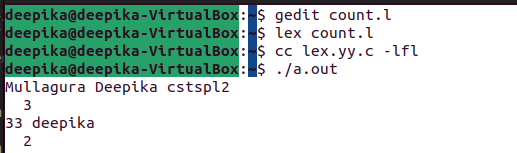 deepika@deepika-VirtualBox:~$ gedit count.l
deepika@deepika-VirtualBox:~$ lex count.l
deepika@deepika-VirtualBox:~$ cc lex.yy.c -lfl
deepika@deepika-VirtualBox:~$ ./a.out
Mullagura Deepika cstspl2
  3
33 deepika
  2